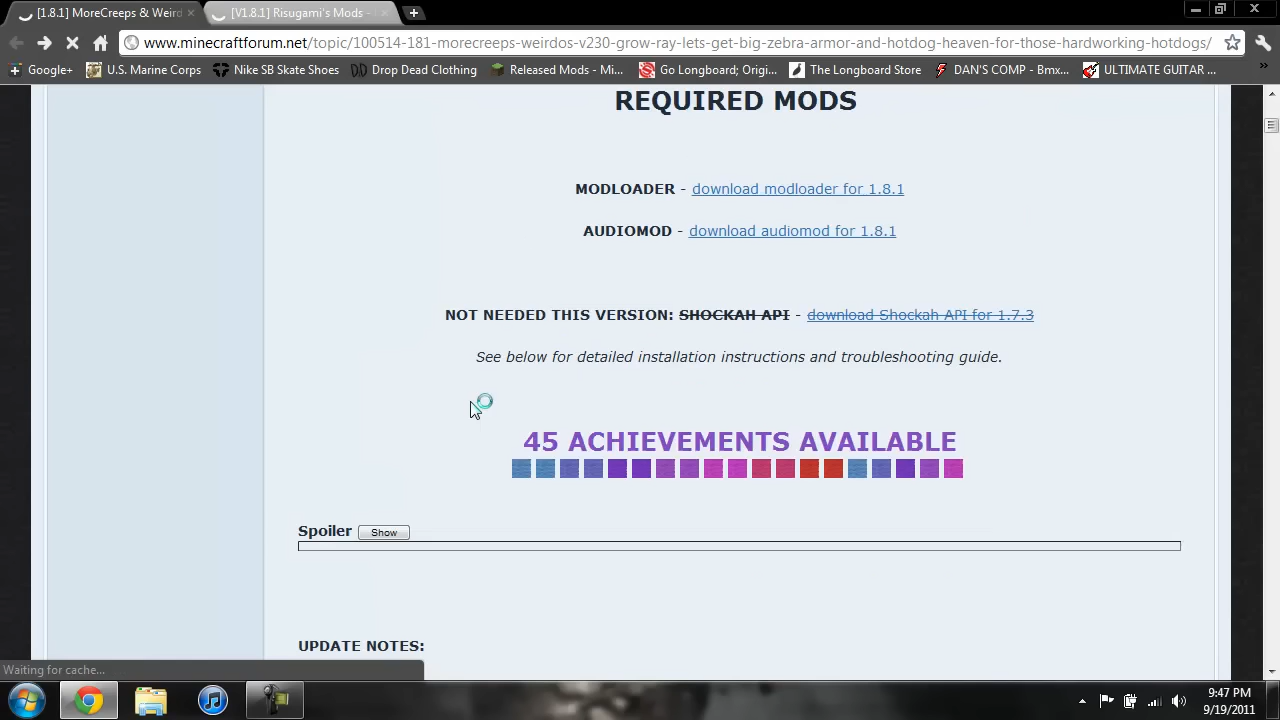 [1.8.1] MoreCreeps & Weird
[V1.8.1] Risugami's Mods -
www.minecraftforum.net/topic/100514-181-morecreeps-weirdos-v230-grow-ray-lets-get-big-zebra-armor-and-hotdog-heaven-for-those-hardworking-hotdogs/
Google+ U.S. Marine Corps Nike SB Skate Shoes Drop Dead Clothing Released Mods - Mi... Go Longboard; Origi... The Longboard Store DAN'S COMP - Bmx... ULTIMATE GUITAR ...
REQUIRED MODS
MODLOADER - download modloader for 1.8.1
AUDIOMOD - download audiomod for 1.8.1
NOT NEEDED THIS VERSION: SHOCKAH API - download Shockah API for 1.7.3
See below for detailed installation instructions and troubleshooting guide.
45 ACHIEVEMENTS AVAILABLE
Spoiler Show
UPDATE NOTES:
Waiting for cache...
9:47 PM
9/19/2011